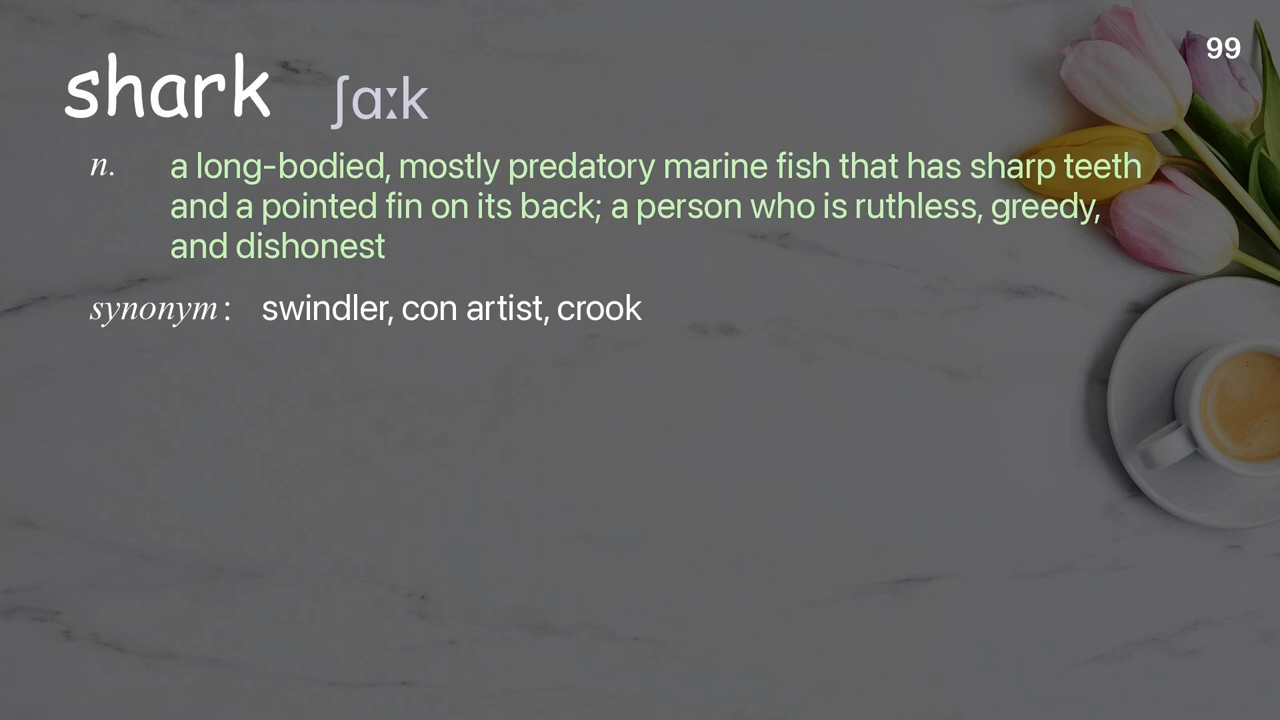 99
shark ʃɑːk
n. a long-bodied, mostly predatory marine fish that has sharp teeth
and a pointed fin on its back; a person who is ruthless, greedy,
and dishonest
synonym: swindler, con artist, crook